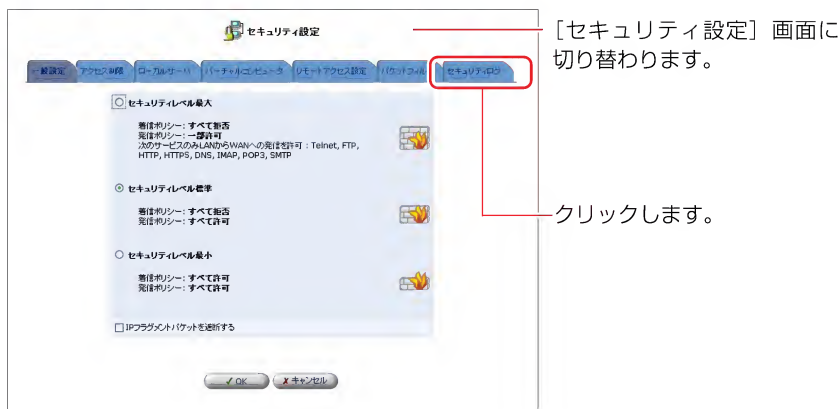 セキュリティ設定
［セキュリティ設定］画面に
切り替わります。
一般設定 アクセス制限 ローカルサーバ バーチャルコンピュータ リモートアクセス設定 パケットフィル セキュリティログ
セキュリティレベル最大
着信ポリシー: すべて拒否
発信ポリシー: 一部許可
次のサービスのみLANからWANへの発信を許可 : Telnet, FTP,
HTTP, HTTPS, DNS, IMAP, POP3, SMTP
セキュリティレベル標準
着信ポリシー: すべて拒否
発信ポリシー: すべて許可
クリックします。
セキュリティレベル最小
着信ポリシー: すべて許可
発信ポリシー: すべて許可
IPフラグメントパケットを遮断する
OK キャンセル